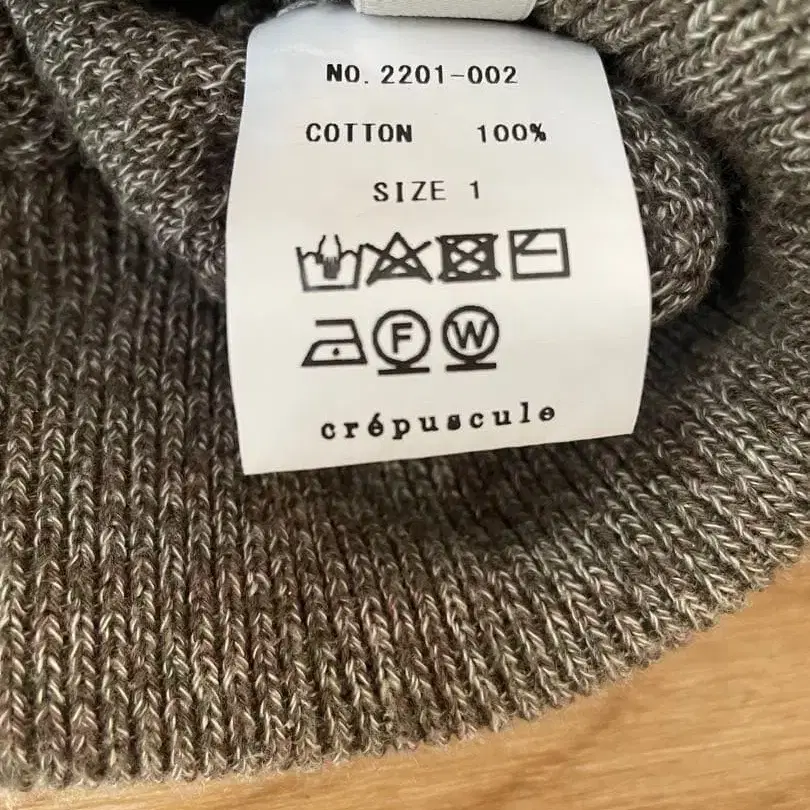 NO. 2201-002
COTTON 100%
SIZE 1
F W
crépuscule